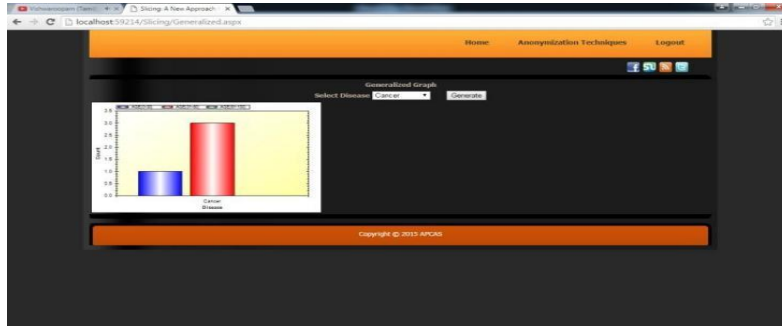 Slicing: A New Approach
localhost:59214/Slicing/Generalized.aspx
Home Anonymization Techniques Logout
Generalized Graph
Select Disease Cancer Generate
3.5
3.0
2.5
2.0
1.5
1.0
0.5
0.0
Count
Cancer
Disease
Copyright © 2015 APCAS